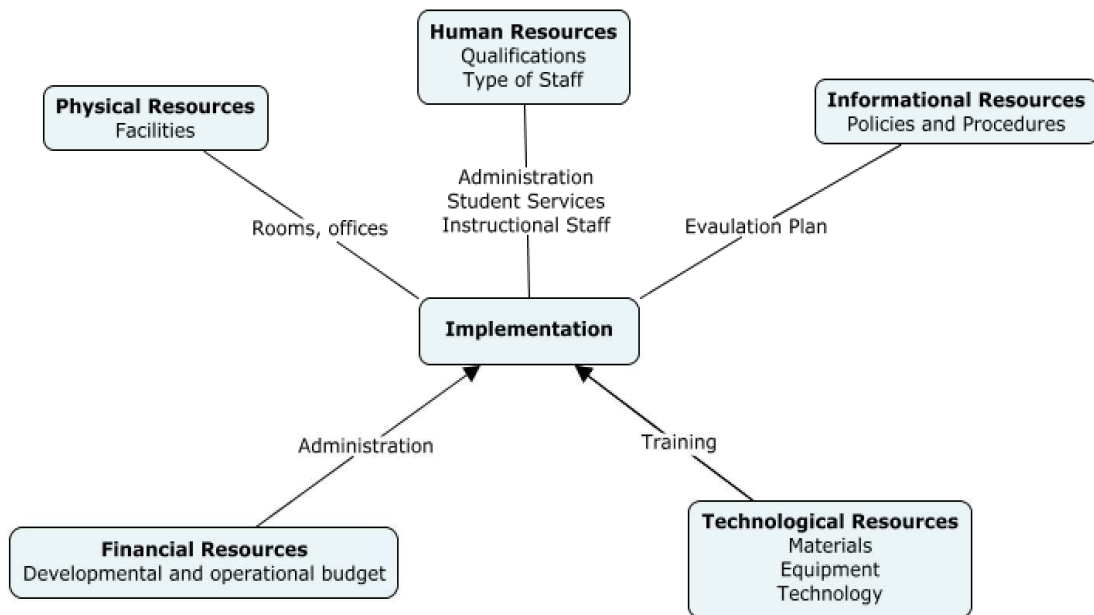 Human Resources
Qualifications
Type of Staff
Physical Resources
Facilities
Informational Resources
Policies and Procedures
Administration
Student Services
Instructional Staff
Rooms, offices
Evaulation Plan
Implementation
Administration
Training
Financial Resources
Developmental and operational budget
Technological Resources
Materials
Equipment
Technology